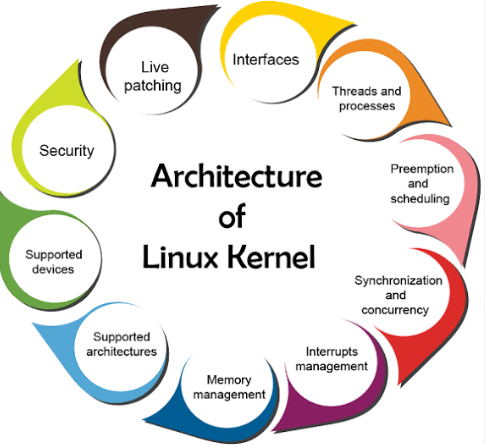 Architecture
of
Linux Kernel
Interfaces
Threads and
processes
Preemption
and
scheduling
Synchronization
and
concurrency
Interrupts
management
Memory
management
Supported
architectures
Supported
devices
Security
Live
patching